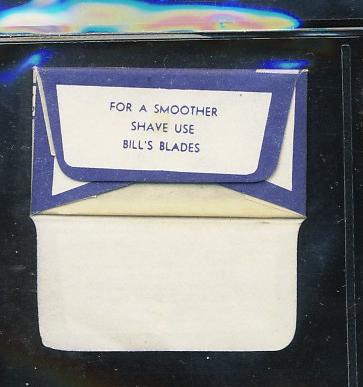 FOR A SMOOTHER
SHAVE USE
BILL'S BLADES